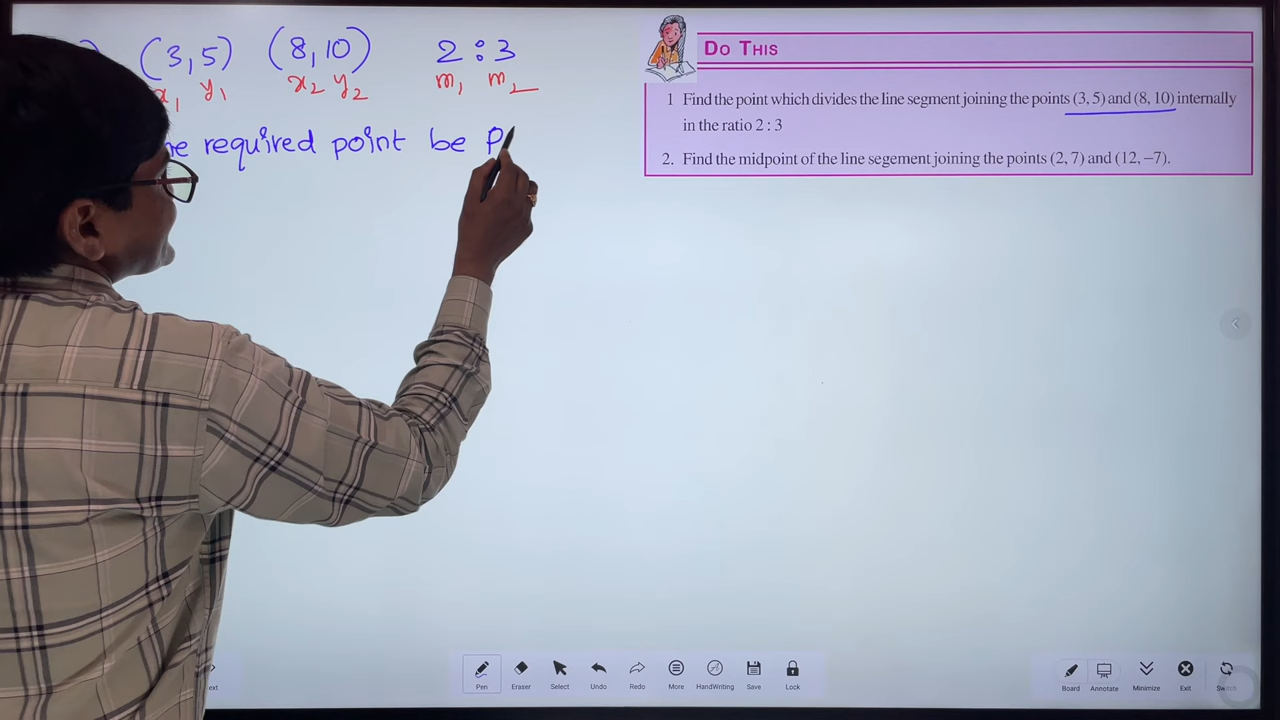 (3, 5) (8, 10) 2 : 3
x1 y1 x2 y2 m1 m2
required point be P
DO THIS
1 Find the point which divides the line segment joining the points (3, 5) and (8, 10) internally
in the ratio 2 : 3
2. Find the midpoint of the line segement joining the points (2, 7) and (12, −7).
Pen Eraser Select Undo Redo More HandWriting Save Lock Board Annotate Minimize Exit